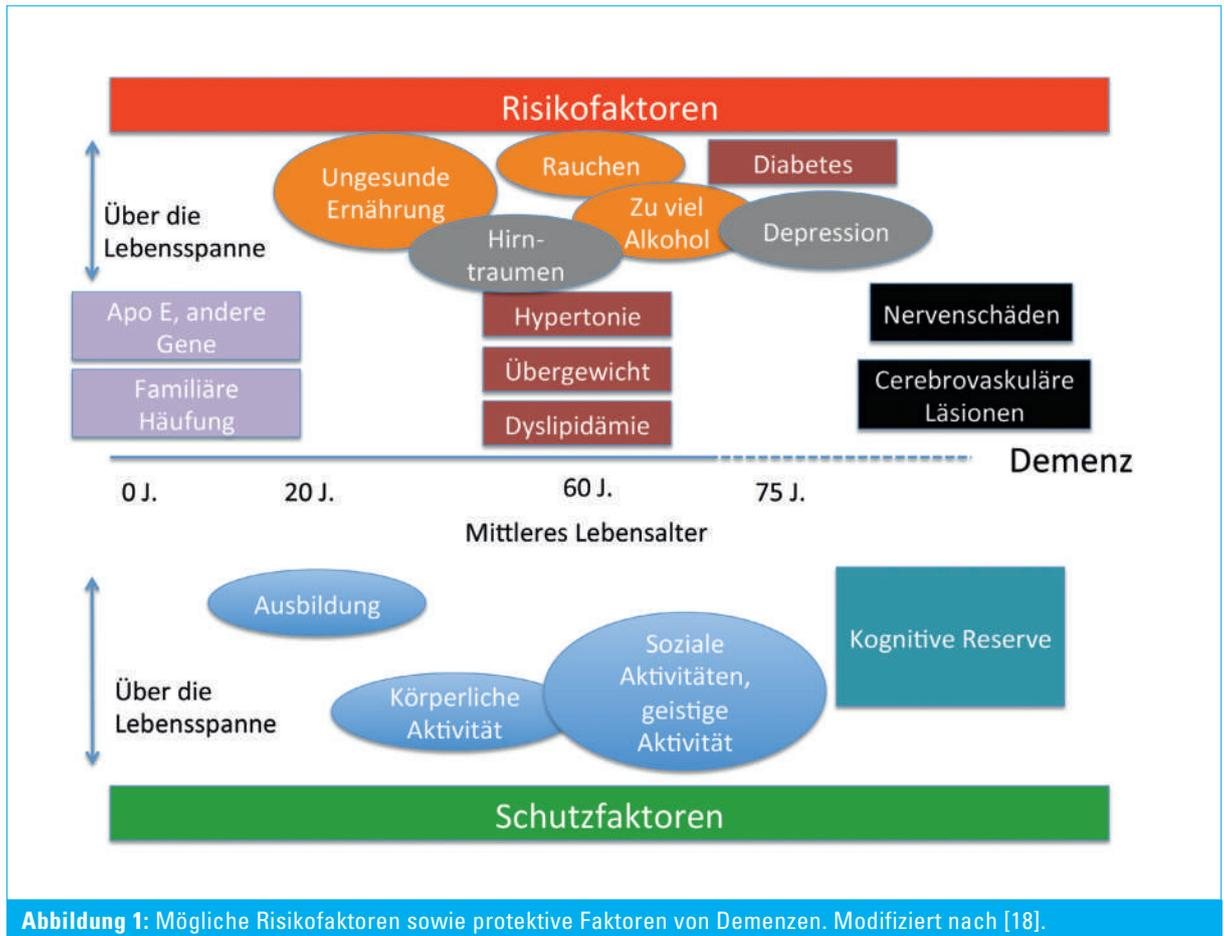 Risikofaktoren
Über die
Lebensspanne
Ungesunde
Ernährung
Rauchen
Diabetes
Zu viel
Alkohol
Depression
Hirn-
traumen
Apo E, andere
Gene
Familiäre
Häufung
Hypertonie
Übergewicht
Dyslipidämie
Nervenschäden
Cerebrovaskuläre
Läsionen
Demenz
0 J.
20 J.
60 J.
75 J.
Mittleres Lebensalter
Über die
Lebensspanne
Ausbildung
Körperliche
Aktivität
Soziale
Aktivitäten,
geistige
Aktivität
Kognitive Reserve
Schutzfaktoren
Abbildung 1: Mögliche Risikofaktoren sowie protektive Faktoren von Demenzen. Modifiziert nach [18].